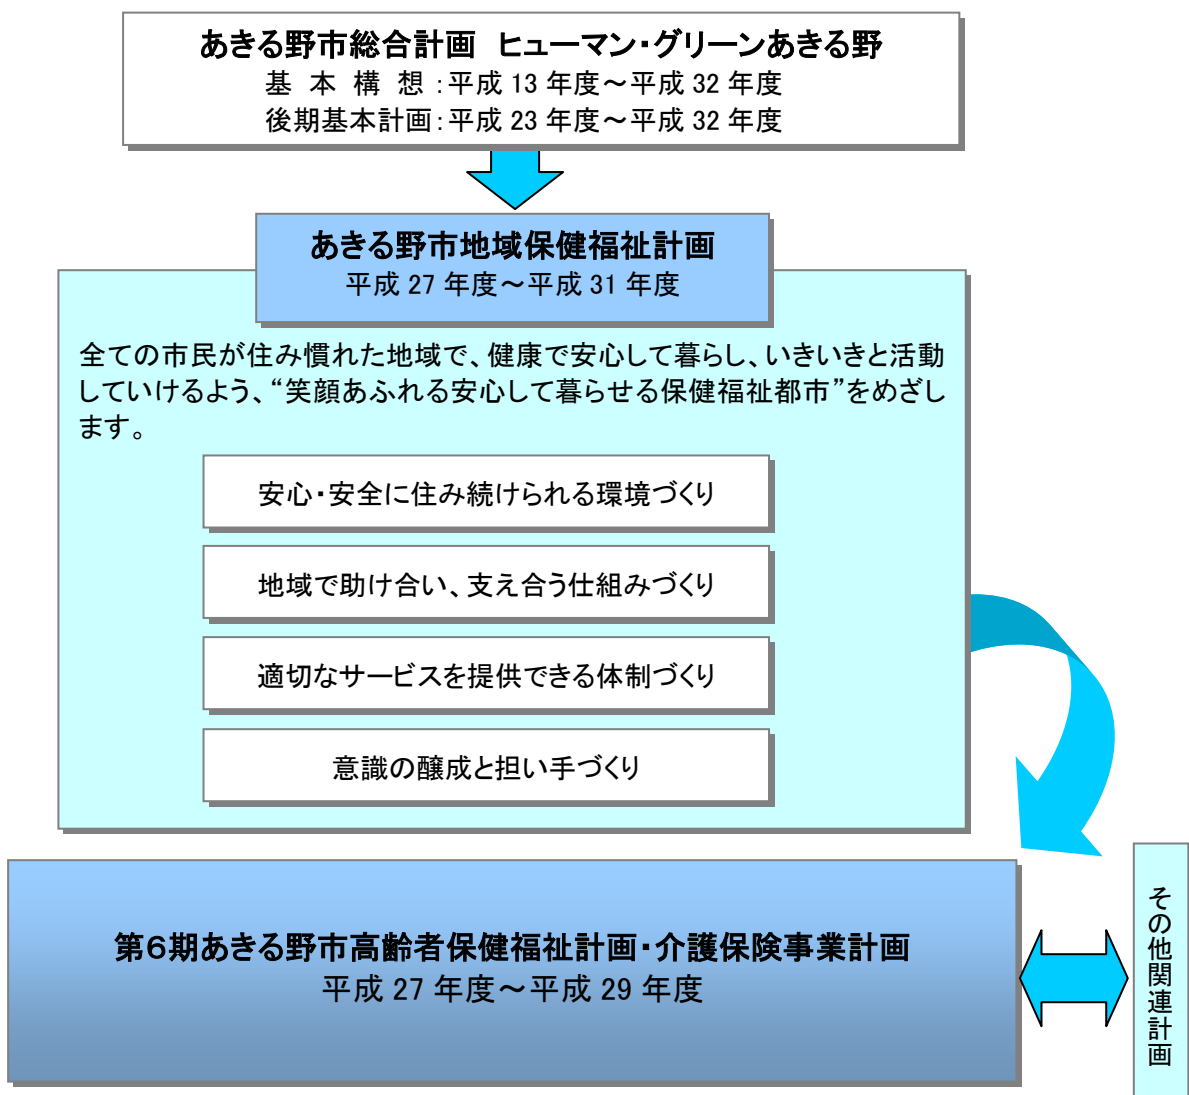 あきる野市総合計画 ヒューマン・グリーンあきる野
基 本 構 想：平成 13 年度～平成 32 年度
後期基本計画：平成 23 年度～平成 32 年度
あきる野市地域保健福祉計画
平成 27 年度～平成 31 年度
全ての市民が住み慣れた地域で、健康で安心して暮らし、いきいきと活動
していけるよう、“笑顔あふれる安心して暮らせる保健福祉都市”をめざし
ます。
安心・安全に住み続けられる環境づくり
地域で助け合い、支え合う仕組みづくり
適切なサービスを提供できる体制づくり
意識の醸成と担い手づくり
第６期あきる野市高齢者保健福祉計画・介護保険事業計画
平成 27 年度～平成 29 年度
その他関連計画